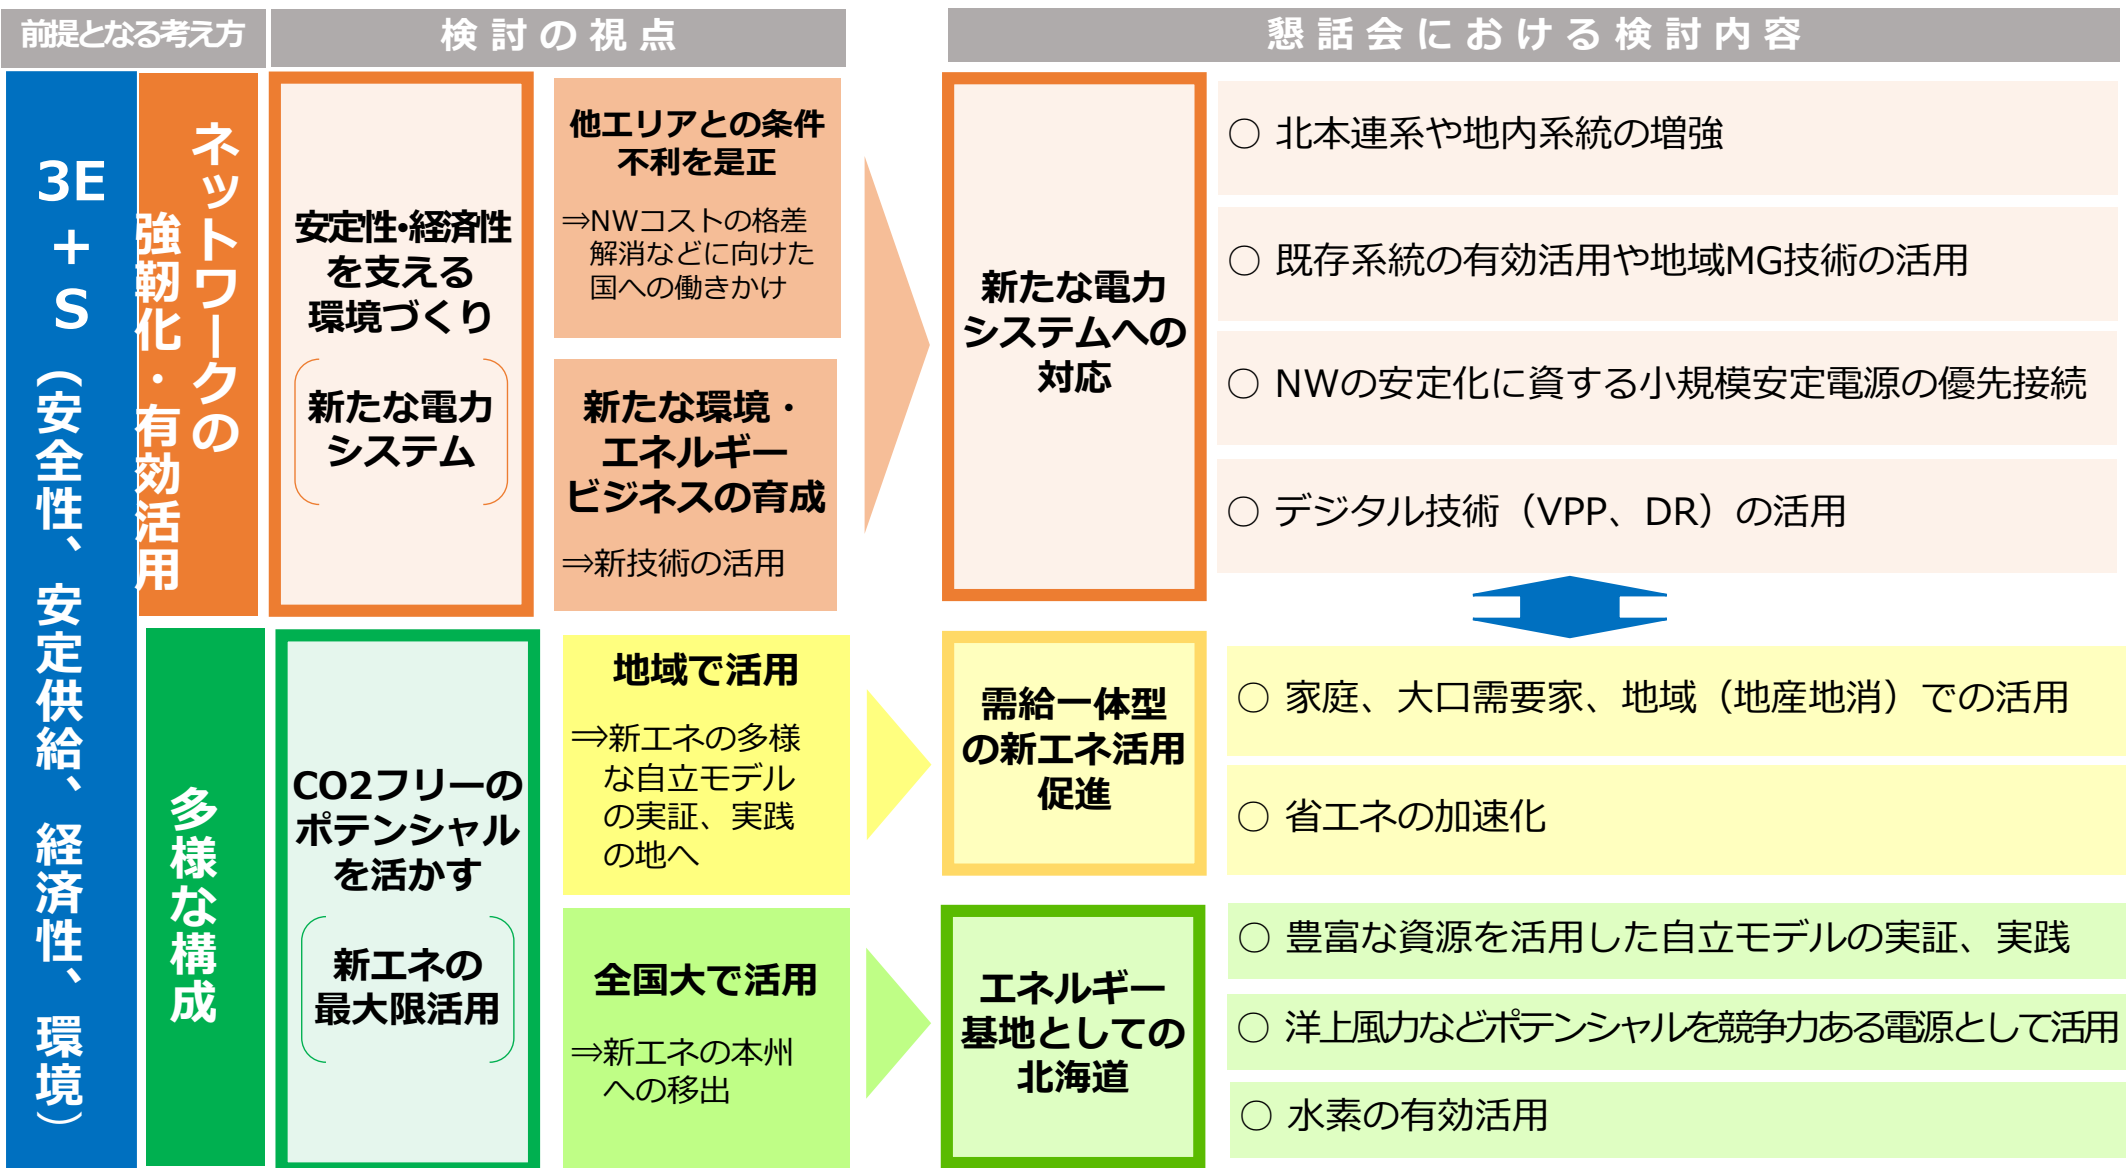 前提となる考え方
検討の視点
懇話会における検討内容
3E+S（安全性、安定供給、経済性、環境）
ネットワークの
強靭化・有効活用
安定性・経済性
を支える
環境づくり
新たな電力
システム
他エリアとの条件
不利を是正
⇒NWコストの格差
解消などに向けた
国への働きかけ
新たな環境・
エネルギー
ビジネスの育成
⇒新技術の活用
新たな電力
システムへの
対応
○ 北本連系や地内系統の増強
○ 既存系統の有効活用や地域MG技術の活用
○ NWの安定化に資する小規模安定電源の優先接続
○ デジタル技術（VPP、DR）の活用
多様な構成
CO2フリーの
ポテンシャル
を活かす
新エネの
最大限活用
地域で活用
⇒新エネの多様
な自立モデル
の実証、実践
の地へ
需給一体型
の新エネ活用
促進
○ 家庭、大口需要家、地域（地産地消）での活用
○ 省エネの加速化
全国大で活用
⇒新エネの本州
への移出
エネルギー
基地としての
北海道
○ 豊富な資源を活用した自立モデルの実証、実践
○ 洋上風力などポテンシャルを競争力ある電源として活用
○ 水素の有効活用